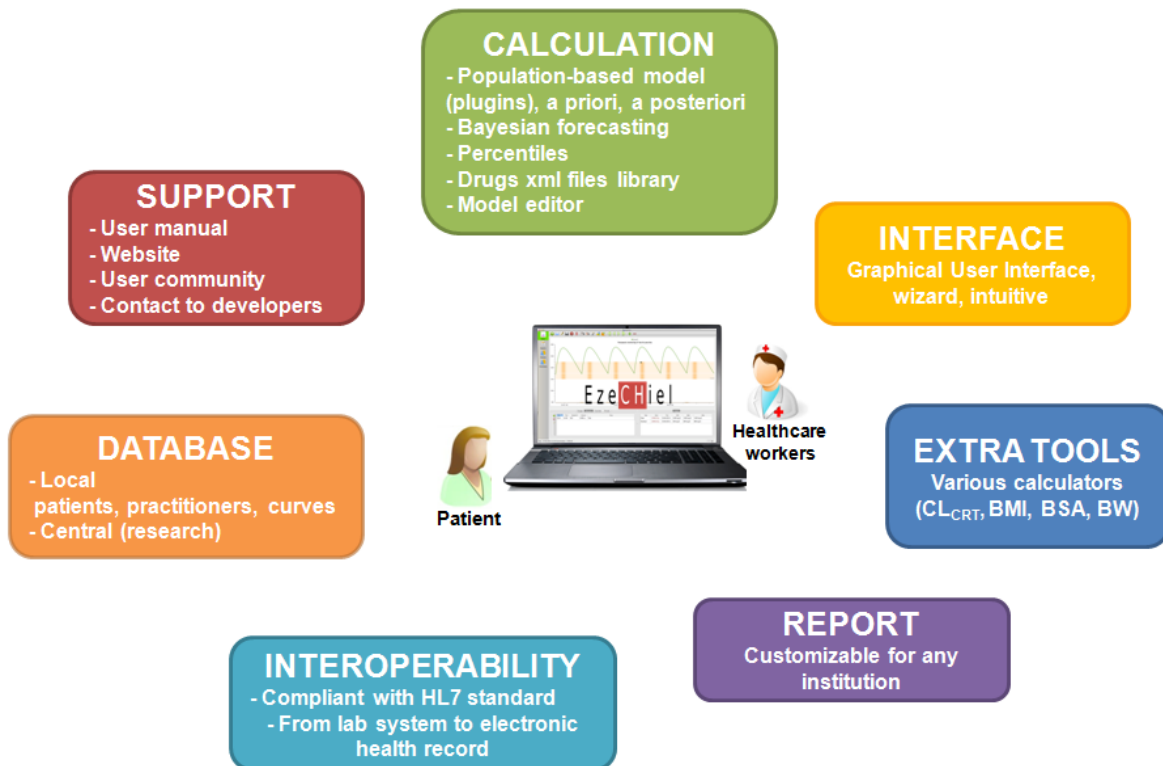 CALCULATION
- Population-based model
(plugins), a priori, a posteriori
- Bayesian forecasting
- Percentiles
- Drugs xml files library
- Model editor
SUPPORT
- User manual
- Website
- User community
- Contact to developers
INTERFACE
Graphical User Interface,
wizard, intuitive
EzeCHiel
Healthcare
workers
Patient
DATABASE
- Local
patients, practitioners, curves
- Central (research)
EXTRA TOOLS
Various calculators
(CLCRT, BMI, BSA, BW)
REPORT
Customizable for any
institution
INTEROPERABILITY
- Compliant with HL7 standard
- From lab system to electronic
health record